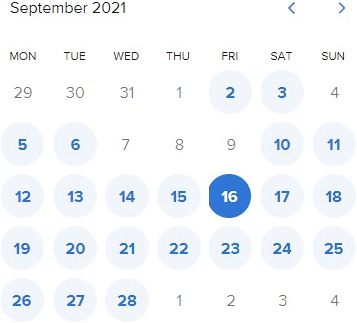 September 2021
MON TUE WED THU FRI SAT SUN
29 30 31 1 2 3 4
5 6 7 8 9 10 11
12 13 14 15 16 17 18
19 20 21 22 23 24 25
26 27 28 1 2 3 4